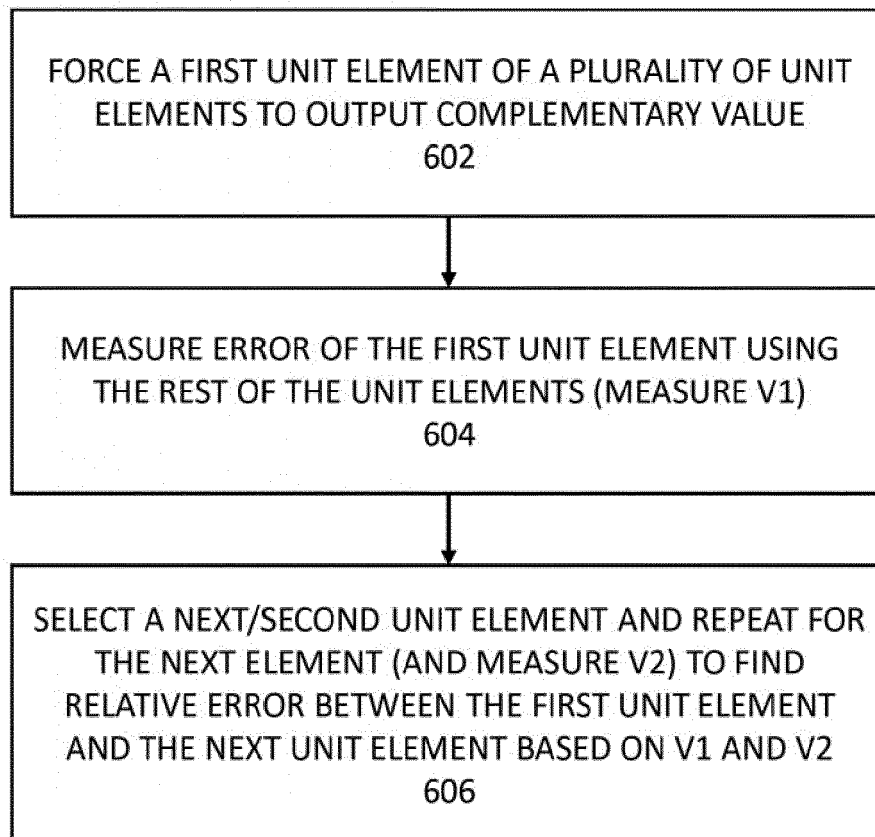 FORCE A FIRST UNIT ELEMENT OF A PLURALITY OF UNIT
ELEMENTS TO OUTPUT COMPLEMENTARY VALUE
602
MEASURE ERROR OF THE FIRST UNIT ELEMENT USING
THE REST OF THE UNIT ELEMENTS (MEASURE V1)
604
SELECT A NEXT/SECOND UNIT ELEMENT AND REPEAT FOR
THE NEXT ELEMENT (AND MEASURE V2) TO FIND
RELATIVE ERROR BETWEEN THE FIRST UNIT ELEMENT
AND THE NEXT UNIT ELEMENT BASED ON V1 AND V2
606